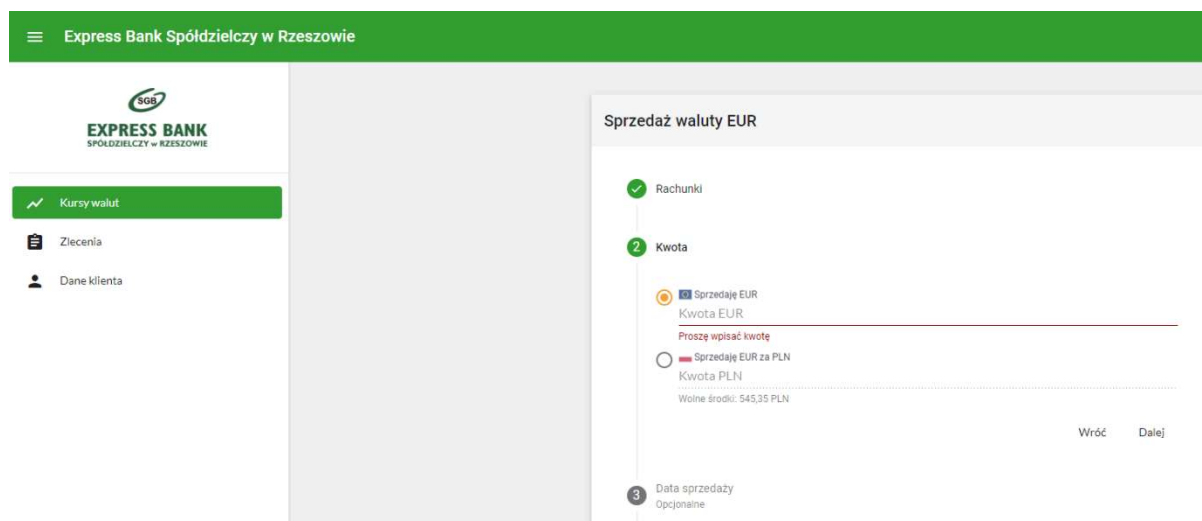 Express Bank Spółdzielczy w Rzeszowie
SGB
EXPRESS BANK
SPÓŁDZIELCZY w RZESZOWIE
Kursy walut
Zlecenia
Dane klienta
Sprzedaż waluty EUR
Rachunki
2 Kwota
Sprzedaję EUR
Kwota EUR
Proszę wpisać kwotę
Sprzedaję EUR za PLN
Kwota PLN
Wolne środki: 545,35 PLN
Wróć Dalej
3 Data sprzedaży
Opcjonalne